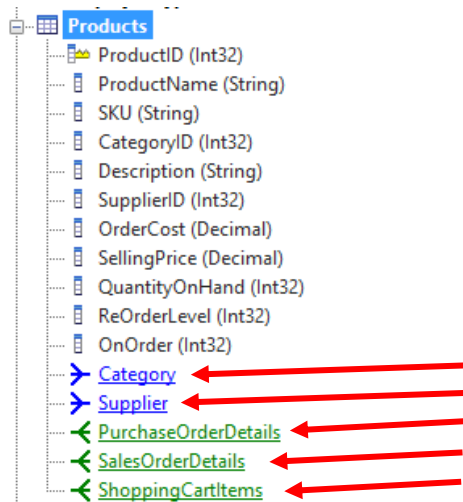 Products
ProductID (Int32)
ProductName (String)
SKU (String)
CategoryID (Int32)
Description (String)
SupplierID (Int32)
OrderCost (Decimal)
SellingPrice (Decimal)
QuantityOnHand (Int32)
ReOrderLevel (Int32)
OnOrder (Int32)
Category
Supplier
PurchaseOrderDetails
SalesOrderDetails
ShoppingCartItems